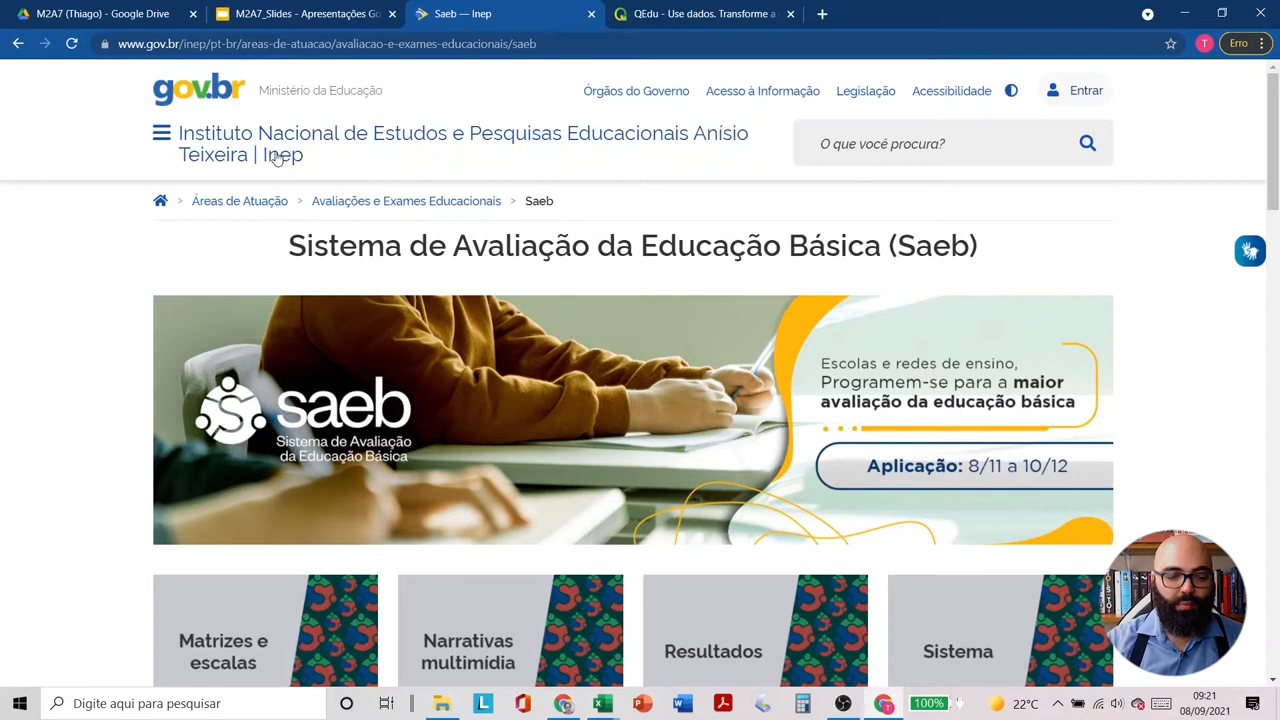 M2A7 (Thiago) - Google Drive
M2A7_Slides - Apresentações Go
Saeb — Inep
QEdu - Use dados. Transforme a
www.gov.br/inep/pt-br/areas-de-atuacao/avaliacao-e-exames-educacionais/saeb
T
Erro
gov.br
Ministério da Educação
Órgãos do Governo
Acesso à Informação
Legislação
Acessibilidade
Entrar
Instituto Nacional de Estudos e Pesquisas Educacionais Anísio
Teixeira | Inep
O que você procura?
Áreas de Atuação > Avaliações e Exames Educacionais > Saeb
Sistema de Avaliação da Educação Básica (Saeb)
saeb
Sistema de Avaliação
da Educação Básica
Escolas e redes de ensino,
Programem-se para a maior
avaliação da educação básica
Aplicação: 8/11 a 10/12
Matrizes e
escalas
Narrativas
multimídia
Resultados
Sistema
Digite aqui para pesquisar
100%
22°C
09:21
08/09/2021